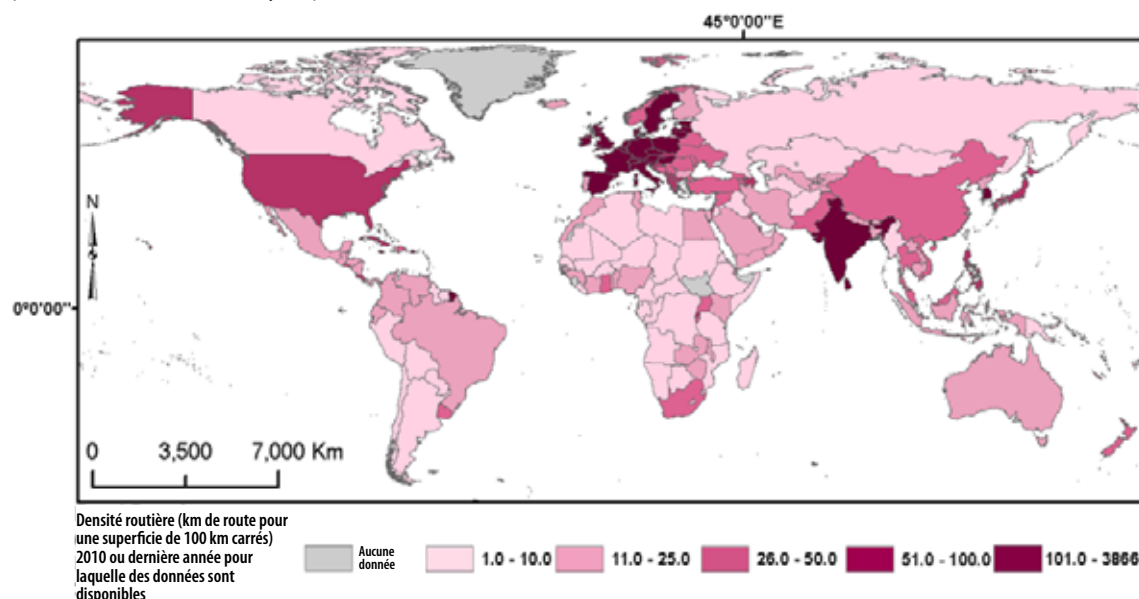 45°0'0"E
N
0°0'00"
0 3,500 7,000 Km
Densité routière (km de route pour
une superficie de 100 km carrés)
2010 ou dernière année pour
laquelle des données sont
disponibles
Aucune
donnée
1.0 - 10.0
11.0 - 25.0
26.0 - 50.0
51.0 - 100.0
101.0 - 3866